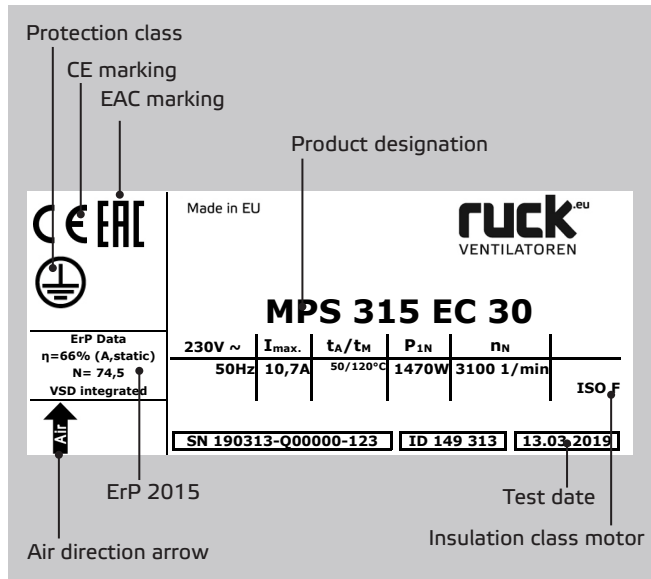 Protection class
CE marking
EAC marking
Product designation
CE EAC
Made in EU
ruck.eu
VENTILATOREN
MPS 315 EC 30
ErP Data
η=66% (A,static)
N= 74,5
VSD integrated
230V ~ Imax. tA/tM P1N nN
50Hz 10,7A 50/120°C 1470W 3100 1/min
ISO F
Air
SN 190313-Q00000-123 ID 149 313 13.03.2019
ErP 2015
Test date
Insulation class motor
Air direction arrow